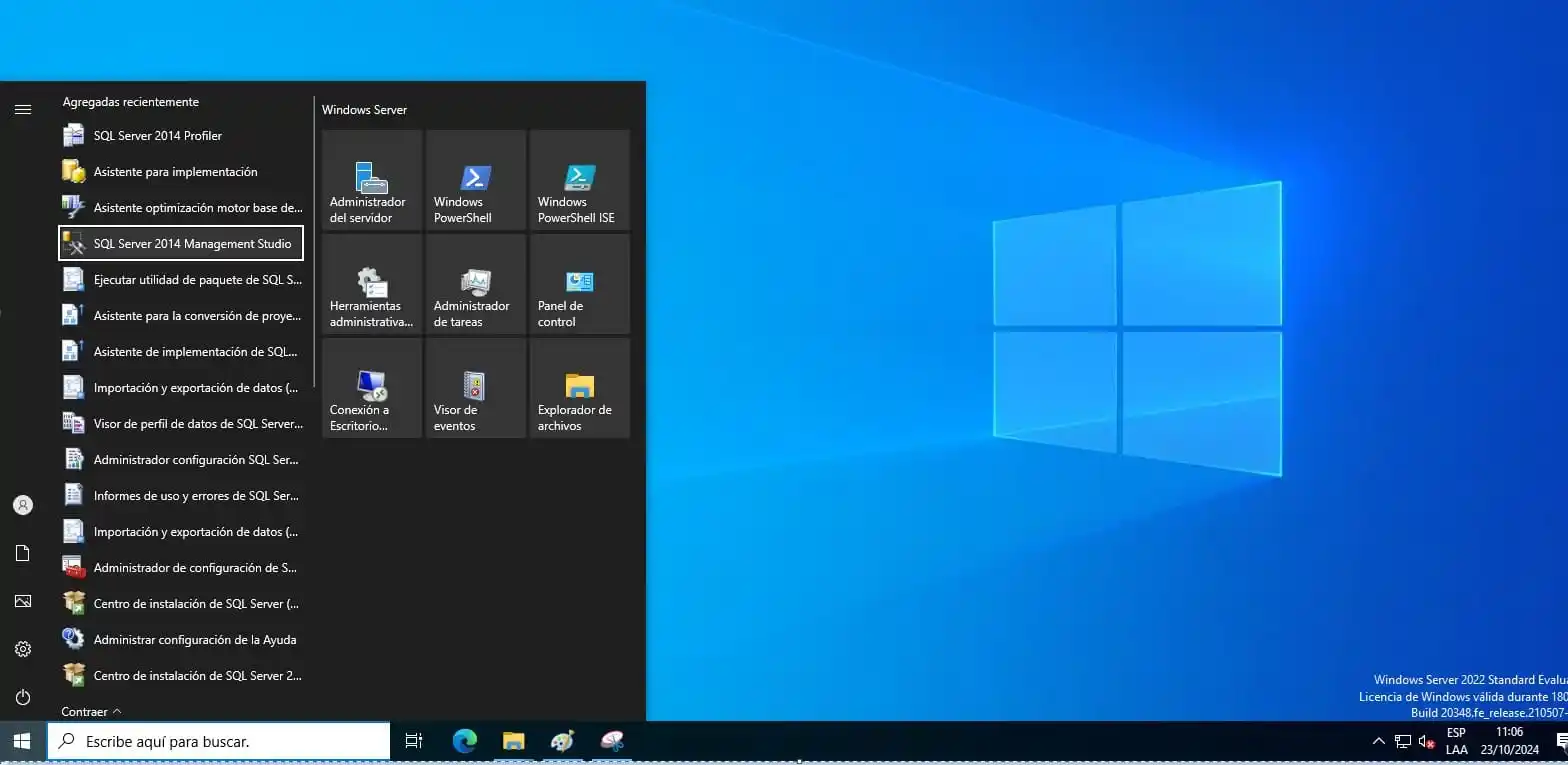 Agregadas recientemente
SQL Server 2014 Profiler
Asistente para implementación
Asistente optimización motor base de...
SQL Server 2014 Management Studio
Ejecutar utilidad de paquete de SQL S...
Asistente para la conversión de proye...
Asistente de implementación de SQL...
Importación y exportación de datos (...
Visor de perfil de datos de SQL Server...
Administrador configuración SQL Ser...
Informes de uso y errores de SQL Ser...
Importación y exportación de datos (...
Administrador de configuración de S...
Centro de instalación de SQL Server (...
Administrar configuración de la Ayuda
Centro de instalación de SQL Server 2...
Contraer
Windows Server
Administrador
del servidor
Windows
PowerShell
Windows
PowerShell ISE
Herramientas
administrativa...
Administrador
de tareas
Panel de
control
Conexión a
Escritorio...
Visor de
eventos
Explorador de
archivos
Windows Server 2022 Standard Evalua
Licencia de Windows válida durante 180
Build 20348.fe_release.210507-
Escribe aquí para buscar.
ESP
LAA
11:06
23/10/2024